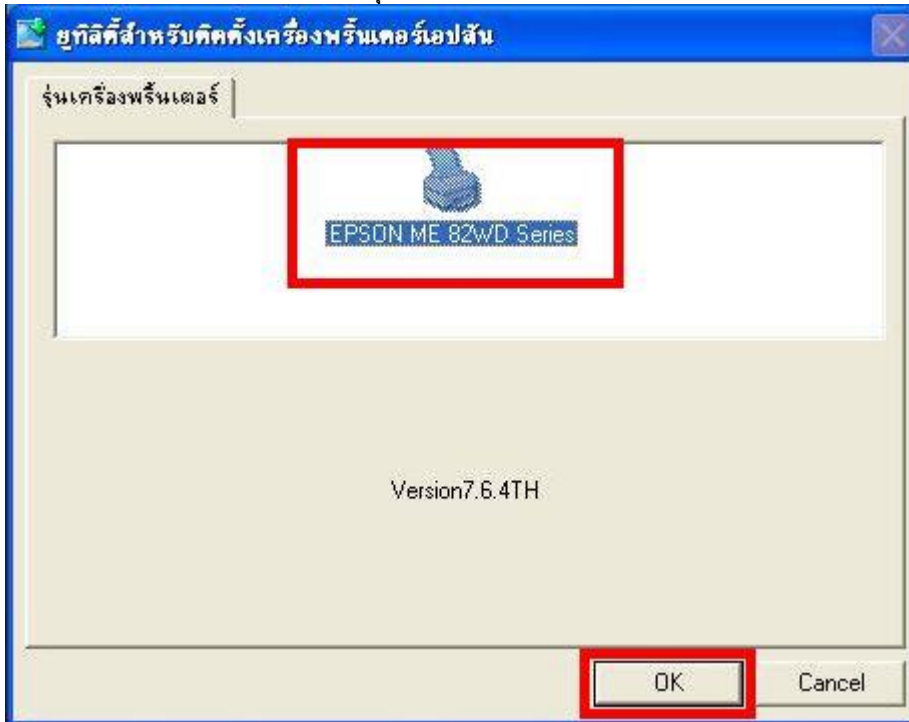 ยูทิลิตี้สำหรับติดตั้งเครื่องพริ้นเตอร์เอปสัน
รุ่นเครื่องพริ้นเตอร์
EPSON ME 82WD Series
Version7.6.4TH
OK
Cancel